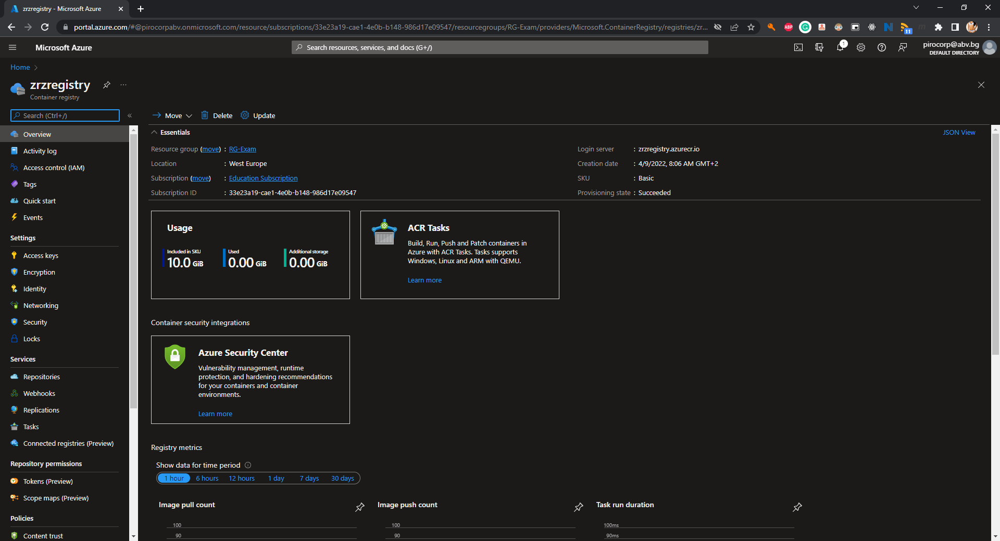 zrzregistry - Microsoft Azure
portal.azure.com/#@pirocorpabv.onmicrosoft.com/resource/subscriptions/33e23a19-cae1-4e0b-b148-986d17e09547/resourcegroups/RG-Exam/providers/Microsoft.ContainerRegistry/registries/zr...
ABP
11
Microsoft Azure
Search resources, services, and docs (G+/)
1
pirocorp@abv.bg
DEFAULT DIRECTORY
Home
zrzregistry
Container registry
Search (Ctrl+/)
«
Move
Delete
Update
Overview
Activity log
Access control (IAM)
Tags
Quick start
Events
Settings
Access keys
Encryption
Identity
Networking
Security
Locks
Services
Repositories
Webhooks
Replications
Tasks
Connected registries (Preview)
Repository permissions
Tokens (Preview)
Scope maps (Preview)
Policies
Content trust
Essentials
JSON View
Resource group (move) : RG-Exam
Location : West Europe
Subscription (move) : Education Subscription
Subscription ID : 33e23a19-cae1-4e0b-b148-986d17e09547
Login server : zrzregistry.azurecr.io
Creation date : 4/9/2022, 8:06 AM GMT+2
SKU : Basic
Provisioning state : Succeeded
Usage
Included in SKU
10.0 GiB
Used
0.00 GiB
Additional storage
0.00 GiB
ACR Tasks
Build, Run, Push and Patch containers in
Azure with ACR Tasks. Tasks supports
Windows, Linux and ARM with QEMU.
Learn more
Container security integrations
Azure Security Center
Vulnerability management, runtime
protection, and hardening recommendations
for your containers and container
environments.
Learn more
Registry metrics
Show data for time period
1 hour 6 hours 12 hours 1 day 7 days 30 days
Image pull count
100
90
Image push count
100
90
Task run duration
100ms
90ms